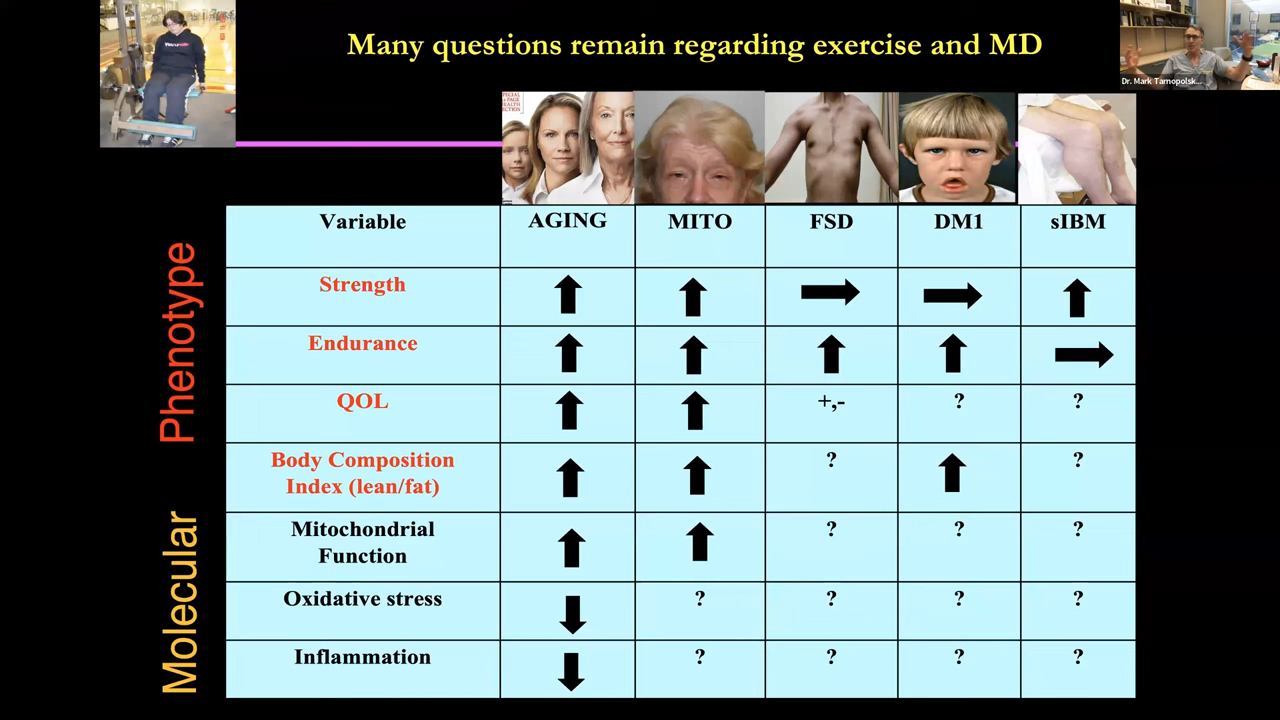 Many questions remain regarding exercise and MD
Dr. Mark Tarnopolsk...
Phenotype
Molecular
Variable AGING MITO FSD DM1 sIBM
Strength
Endurance
QOL +,- ? ?
Body Composition
Index (lean/fat) ? ?
Mitochondrial
Function ? ? ?
Oxidative stress ? ? ? ?
Inflammation ? ? ? ?